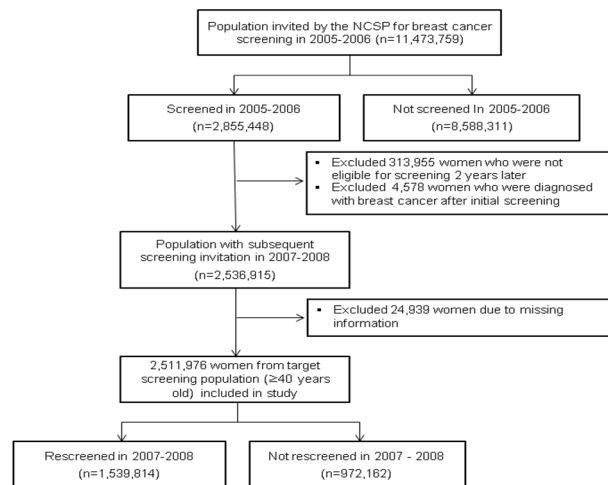 Population invited by the NCSP for breast cancer
screening in 2005-2006 (n=11,473,759)
Screened in 2005-2006
(n=2,855,448)
Not screened In 2005-2006
(n=8,588,311)
▪ Excluded 313,955 women who were not
eligible for screening 2 years later
▪ Excluded 4,578 women who were diagnosed
with breast cancer after initial screening
Population with subsequent
screening invitation in 2007-2008
(n=2,536,915)
▪ Excluded 24,939 women due to missing
information
2,511,976 women from target
screening population (≥40 years
old) included in study
Rescreened in 2007-2008
(n=1,539,814)
Not rescreened in 2007 - 2008
(n=972,162)